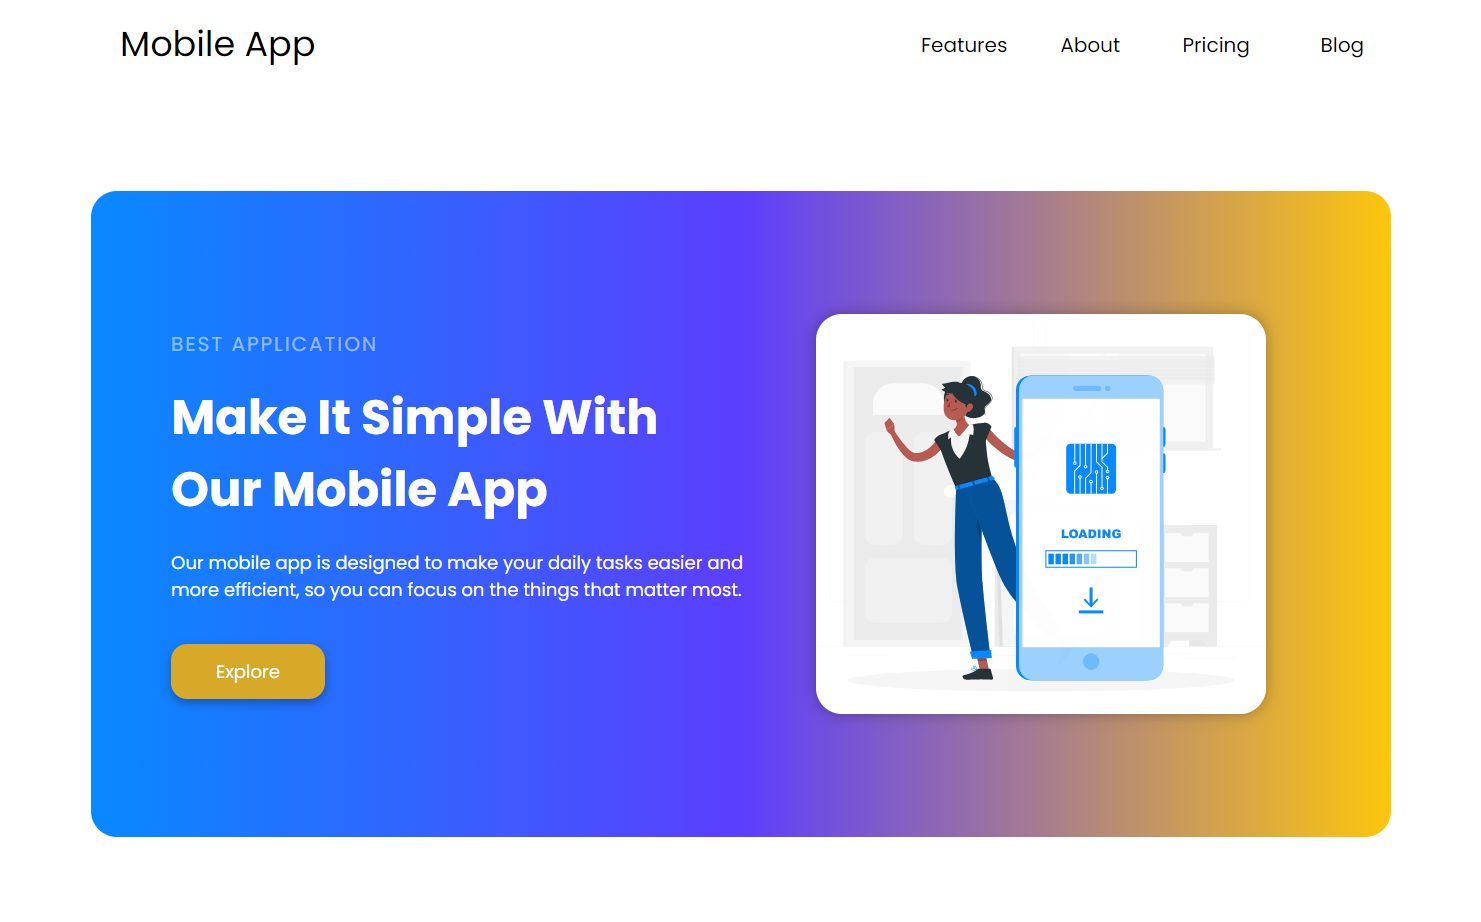 Mobile App
Features
About
Pricing
Blog
BEST APPLICATION
Make It Simple With
Our Mobile App
Our mobile app is designed to make your daily tasks easier and
more efficient, so you can focus on the things that matter most.
Explore
LOADING